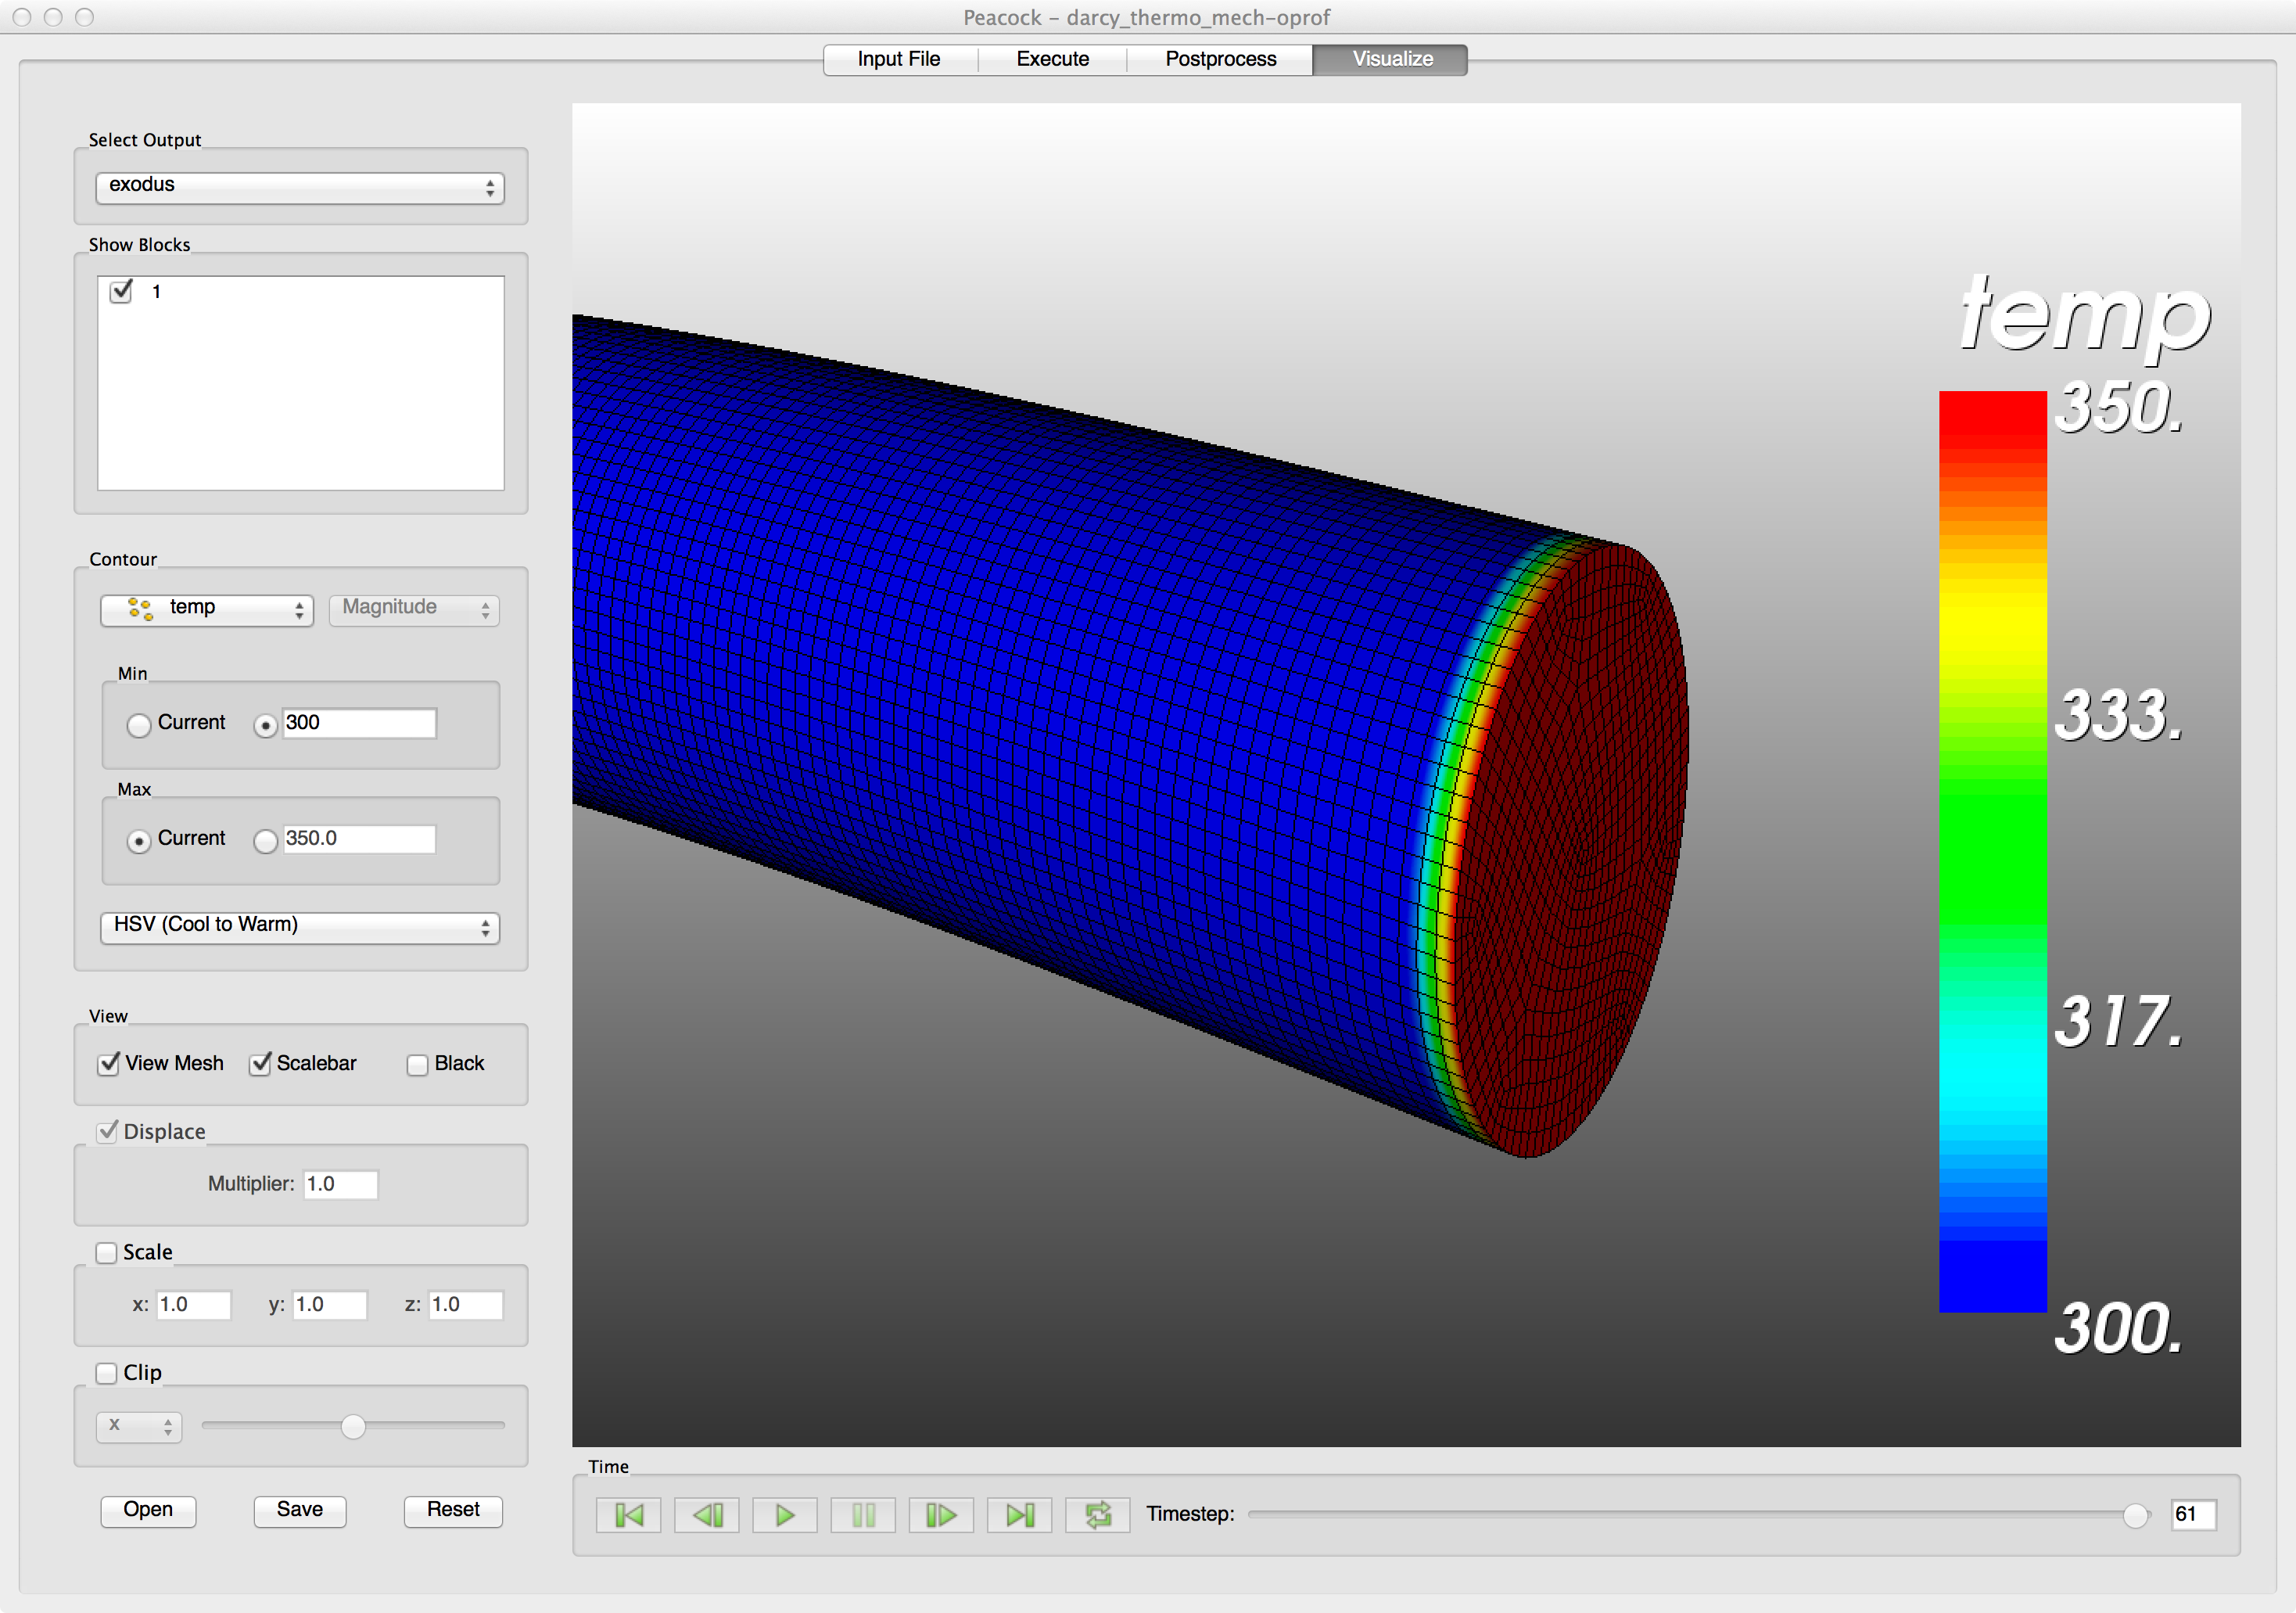 Peacock - darcy_thermo_mech-oprof
Input File Execute Postprocess Visualize
Select Output
exodus
Show Blocks
1
Contour
temp Magnitude
Min
Current 300
Max
Current 350.0
HSV (Cool to Warm)
View
View Mesh Scalebar Black
Displace
Multiplier: 1.0
Scale
x: 1.0 y: 1.0 z: 1.0
Clip
x
Open Save Reset
temp
350.
333.
317.
300.
Time
Timestep: 61